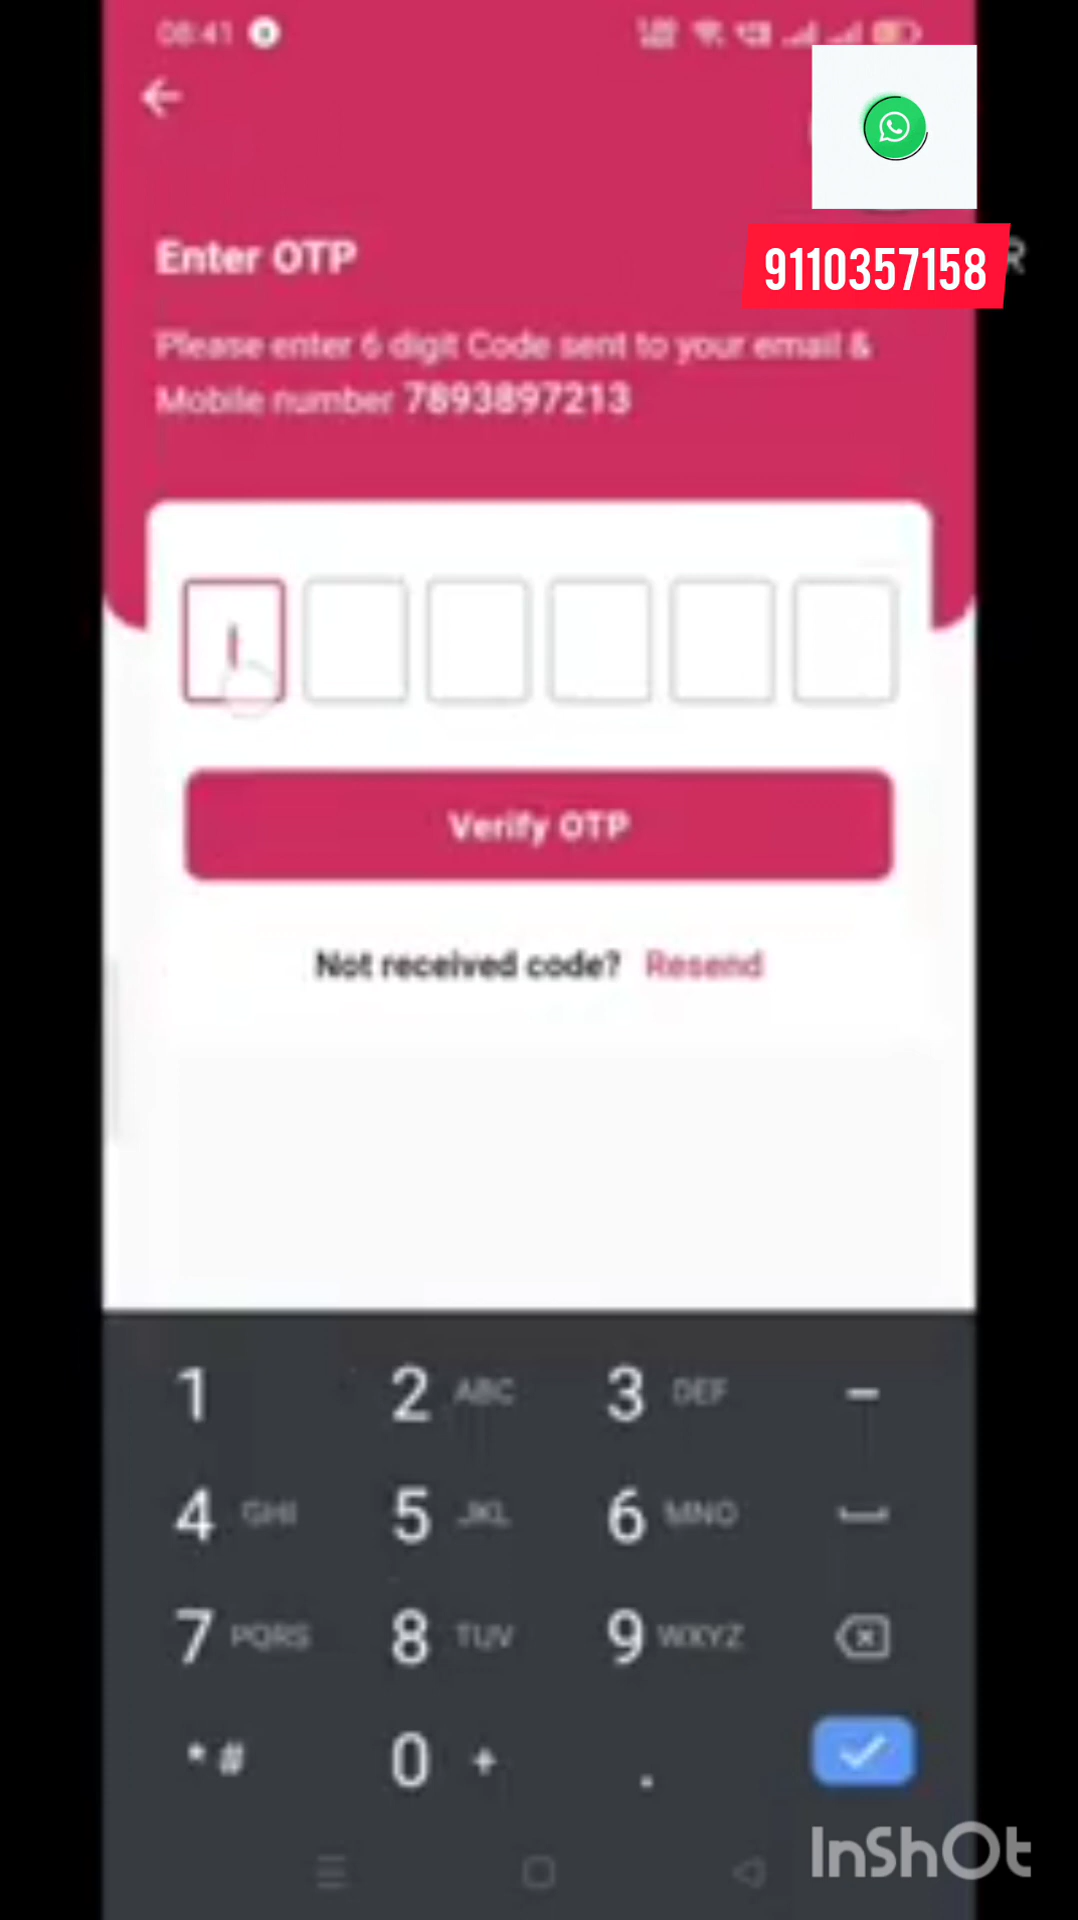 08:41
9110357158
R
Enter OTP
Please enter 6 digit Code sent to your email &
Mobile number 7893897213
Verify OTP
Not received code? Resend
1 2 ABC 3 DEF -
4 GHI 5 JKL 6 MNO
7 PQRS 8 TUV 9 WXYZ
* # 0 + .
InShOt